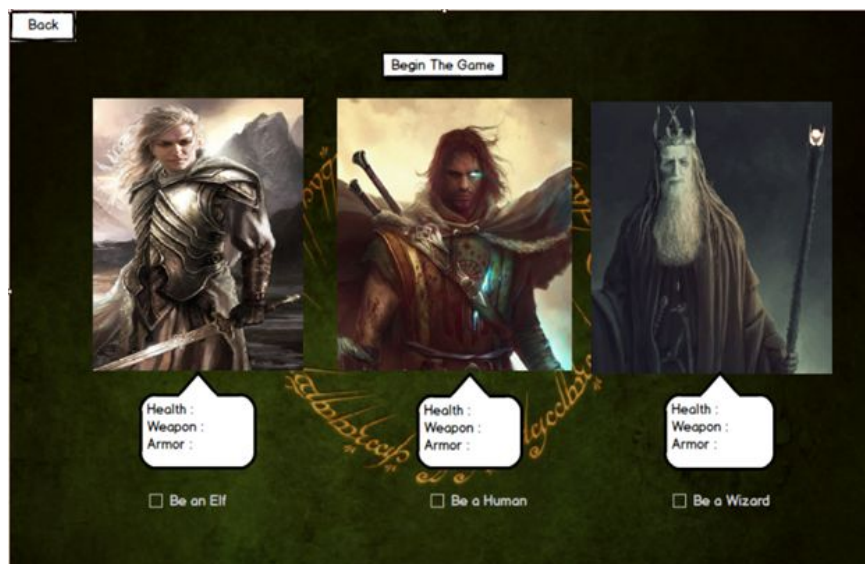 Back
Begin The Game
Health :
Weapon :
Armor :
Health :
Weapon :
Armor :
Health :
Weapon :
Armor :
Be an Elf
Be a Human
Be a Wizard